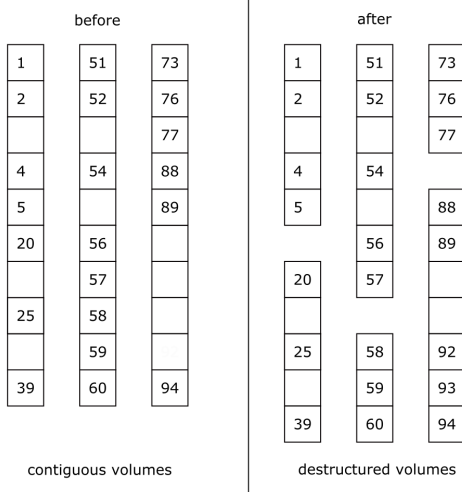 before
after
1 51 73
2 52 76
77
4 54 88
5 89
20 56
57
25 58
59
39 60 94
contiguous volumes
1 51 73
2 52 76
77
4 54
5 88
56 89
20 57
25 58 92
59 93
39 60 94
destructured volumes